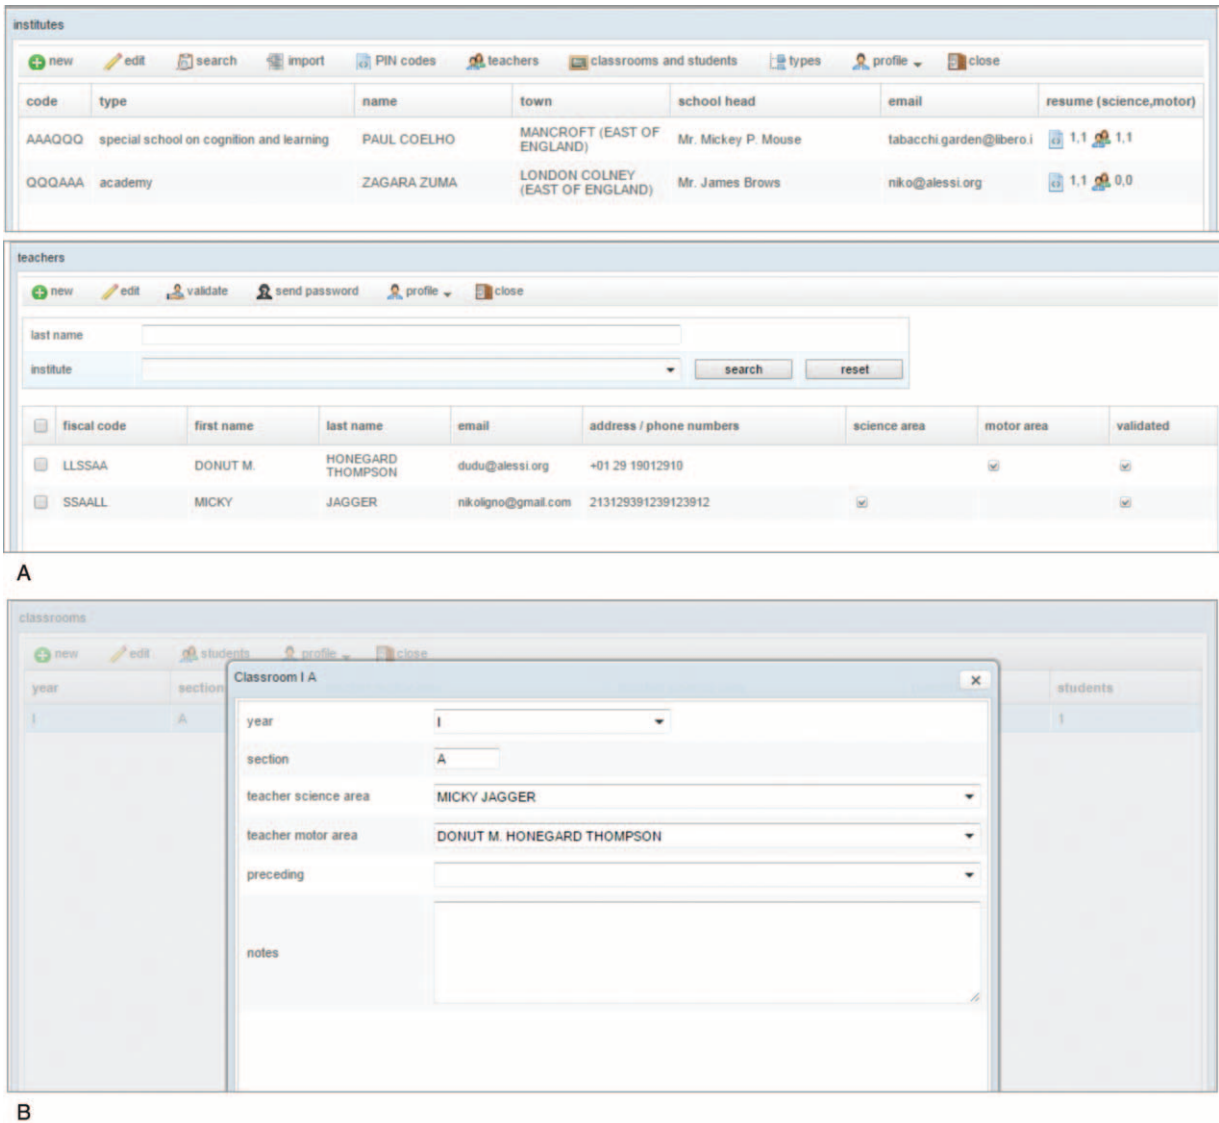 institutes
new edit search import PIN codes teachers classrooms and students types profile close
code type name town school head email resume (science,motor)
AAAQQQ special school on cognition and learning PAUL COELHO MANCROFT (EAST OF ENGLAND) Mr. Mickey P. Mouse tabacchi.garden@libero.i 1,1 1,1
QQQAAA academy ZAGARA ZUMA LONDON COLNEY (EAST OF ENGLAND) Mr. James Brows niko@alessi.org 1,1 0,0
teachers
new edit validate send password profile close
last name
institute search reset
fiscal code first name last name email address / phone numbers science area motor area validated
LLSSAA DONUT M. HONEGARD THOMPSON dudu@alessi.org +01 29 19012910
SSAALL MICKY JAGGER nikoligno@gmail.com 213129391239123912
A
classrooms
new edit students profile close
year section students
I A 1
Classroom I A
year I
section A
teacher science area MICKY JAGGER
teacher motor area DONUT M. HONEGARD THOMPSON
preceding
notes
B